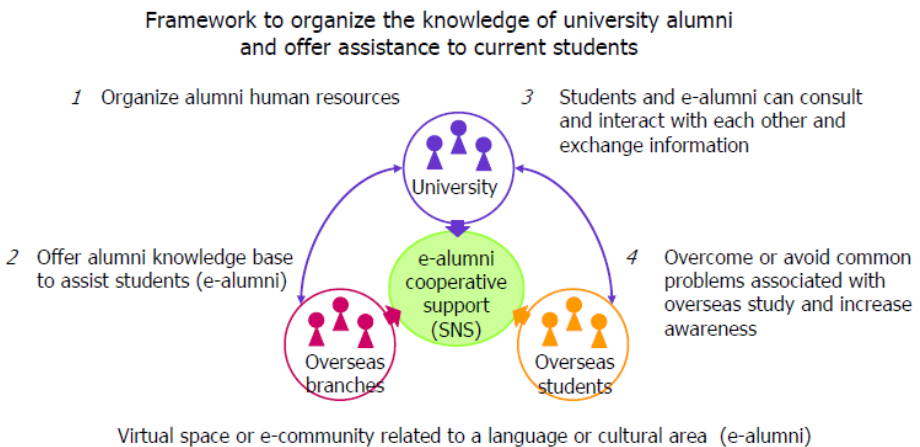 Framework to organize the knowledge of university alumni
and offer assistance to current students
1 Organize alumni human resources
3 Students and e-alumni can consult
and interact with each other and
exchange information
University
2 Offer alumni knowledge base
to assist students (e-alumni)
e-alumni
cooperative
support
(SNS)
4 Overcome or avoid common
problems associated with
overseas study and increase
awareness
Overseas
branches
Overseas
students
Virtual space or e-community related to a language or cultural area (e-alumni)